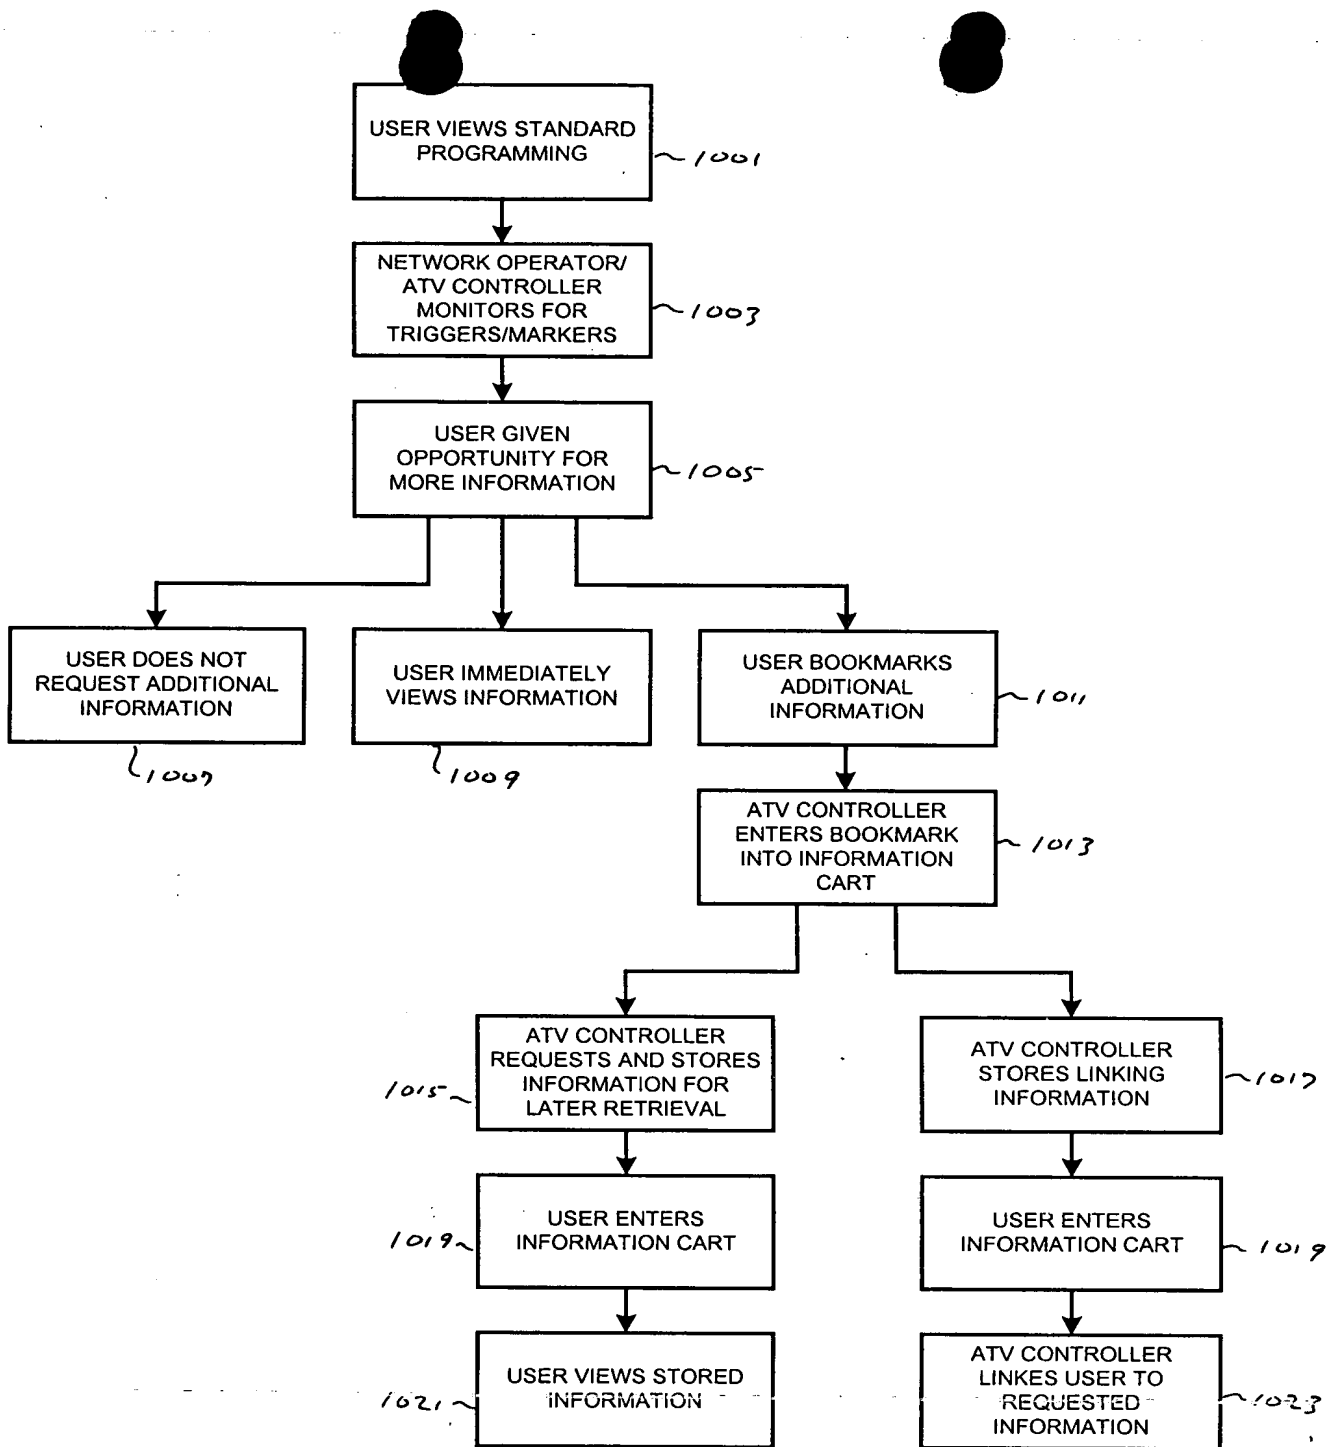 USER VIEWS STANDARD
PROGRAMMING
1001
NETWORK OPERATOR/
ATV CONTROLLER
MONITORS FOR
TRIGGERS/MARKERS
1003
USER GIVEN
OPPORTUNITY FOR
MORE INFORMATION
1005
USER DOES NOT
REQUEST ADDITIONAL
INFORMATION
1007
USER IMMEDIATELY
VIEWS INFORMATION
1009
USER BOOKMARKS
ADDITIONAL
INFORMATION
1011
ATV CONTROLLER
ENTERS BOOKMARK
INTO INFORMATION
CART
1013
ATV CONTROLLER
REQUESTS AND STORES
INFORMATION FOR
LATER RETRIEVAL
1015
ATV CONTROLLER
STORES LINKING
INFORMATION
1017
USER ENTERS
INFORMATION CART
1019
USER ENTERS
INFORMATION CART
1019
USER VIEWS STORED
INFORMATION
1021
ATV CONTROLLER
LINKES USER TO
REQUESTED
INFORMATION
1023